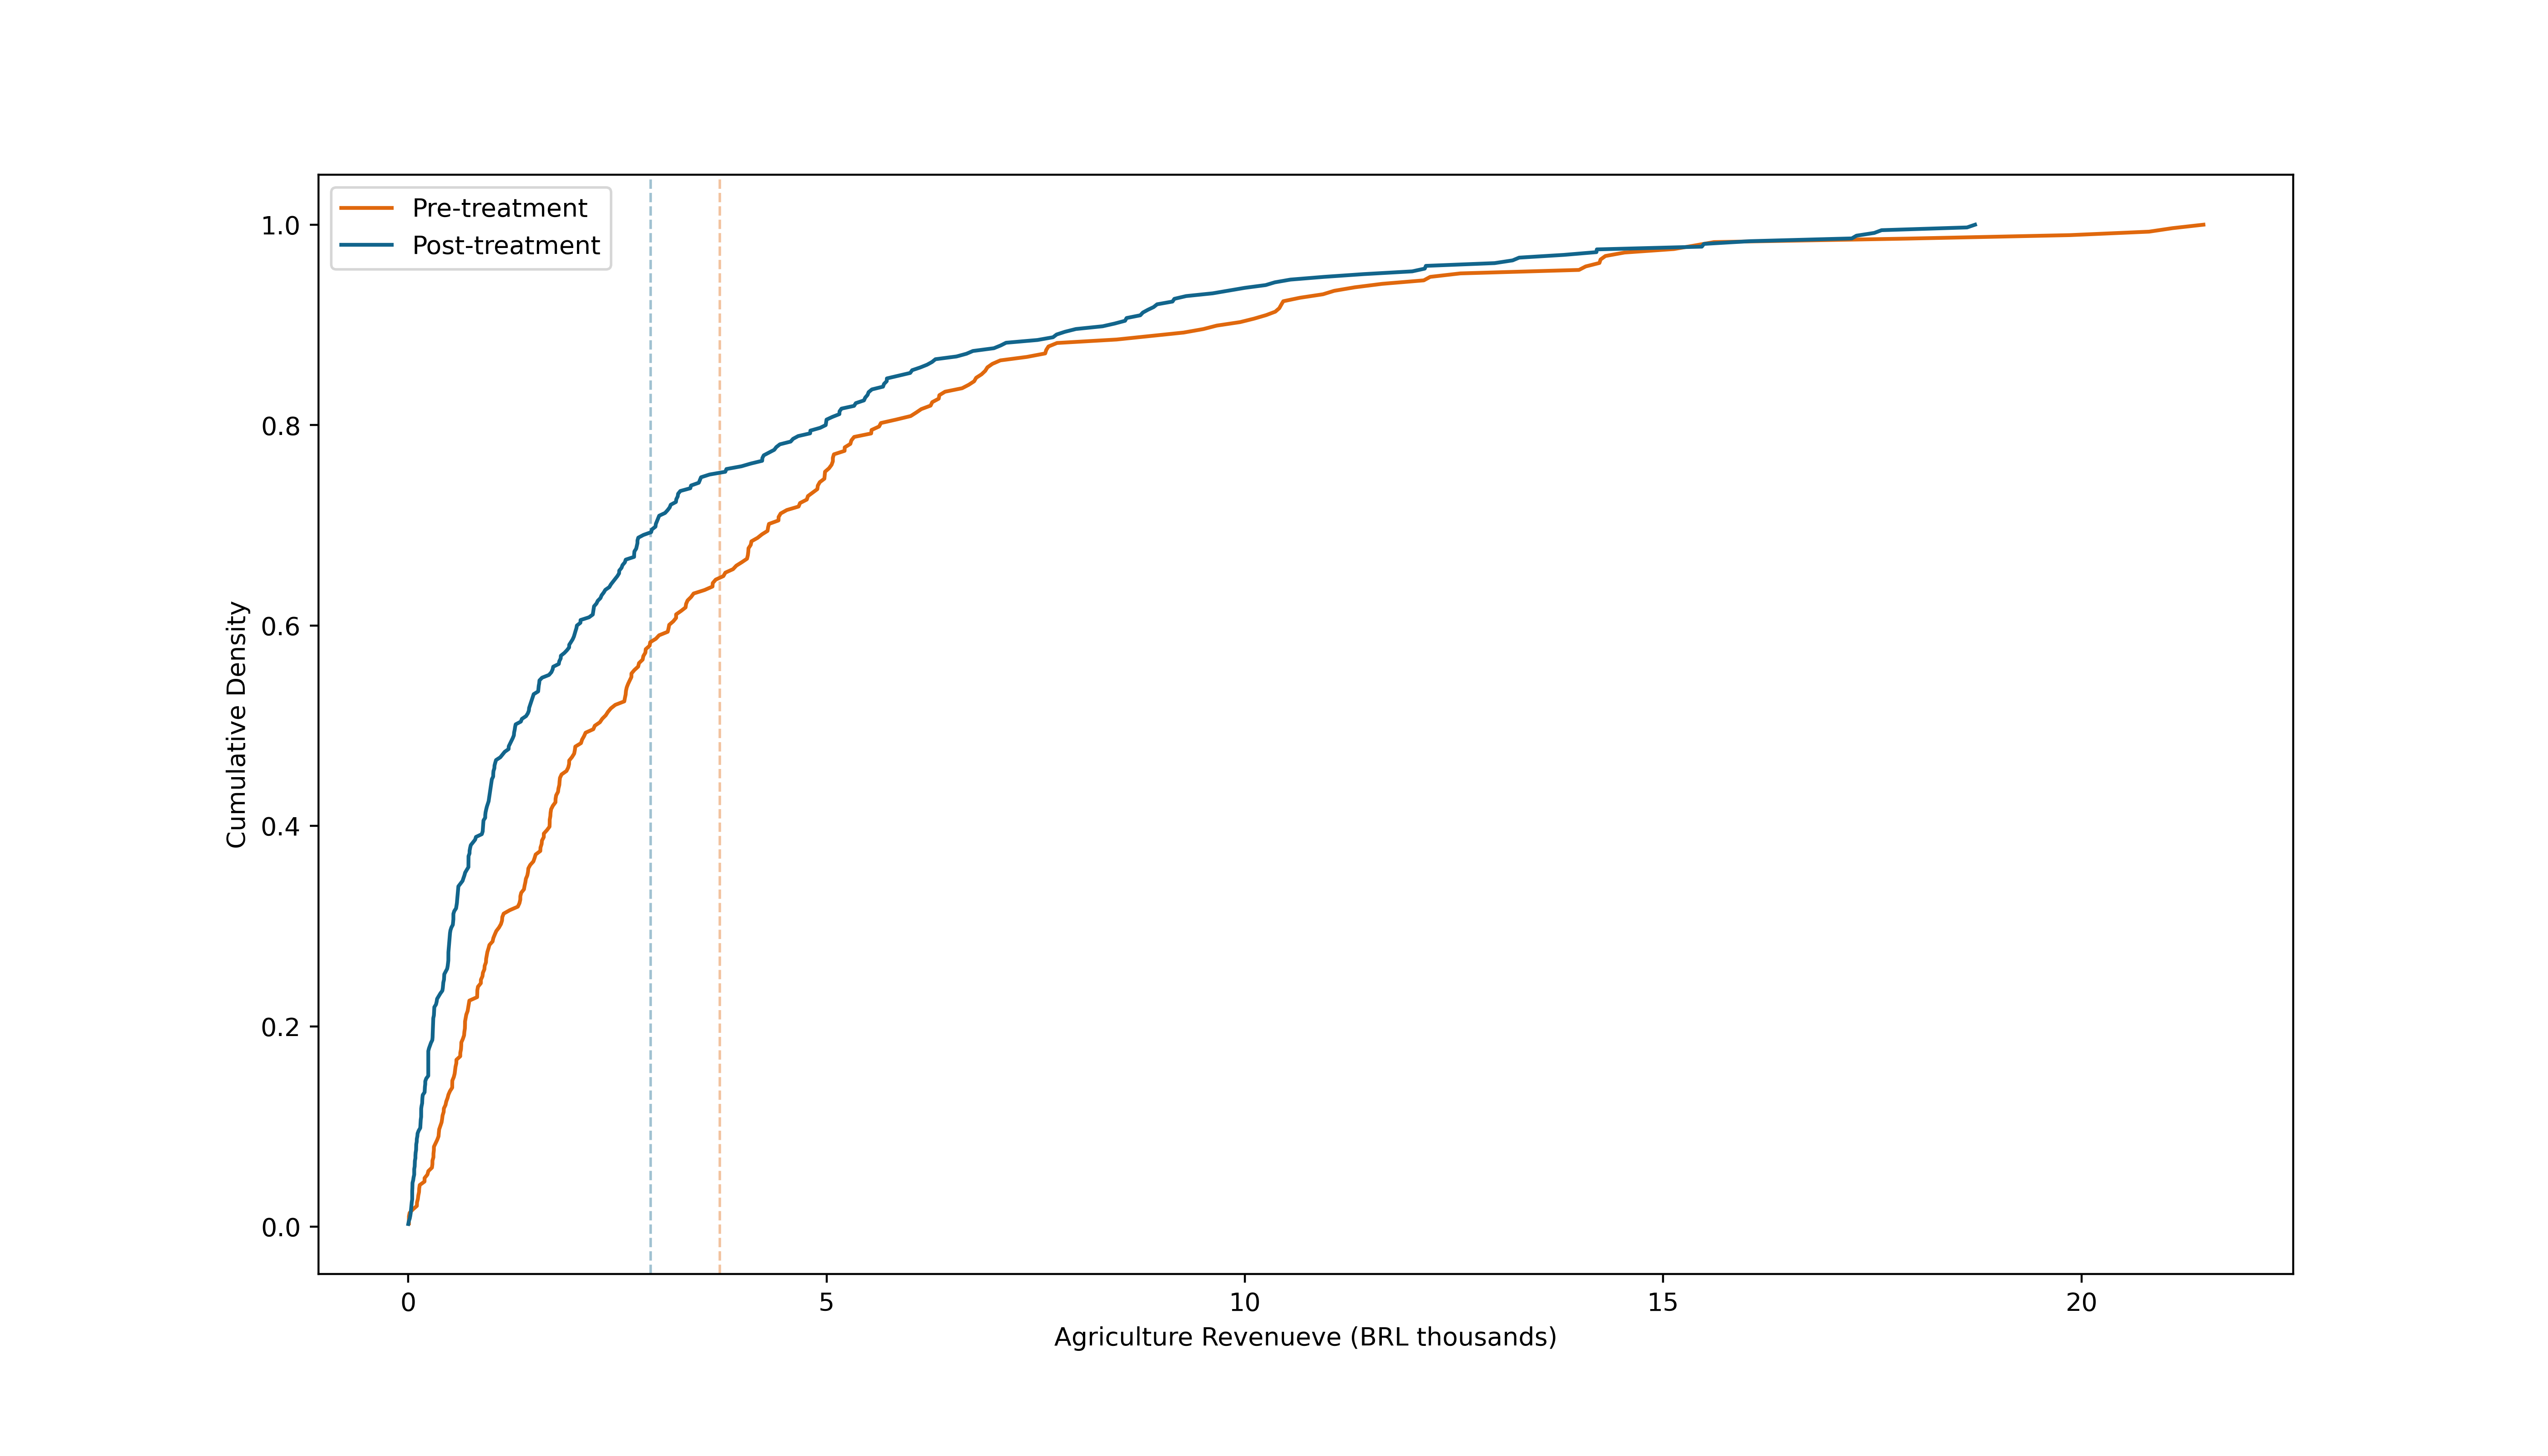 Pre-treatment
Post-treatment
1.0
0.8
0.6
0.4
0.2
0.0
Cumulative Density
0 5 10 15 20
Agriculture Revenueve (BRL thousands)